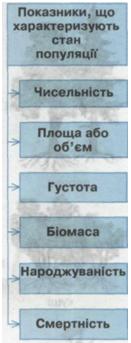 Показники, що
характеризують
стан
популяції
Чисельність
Площа або
об’єм
Густота
Біомаса
Народжуваність
Смертність